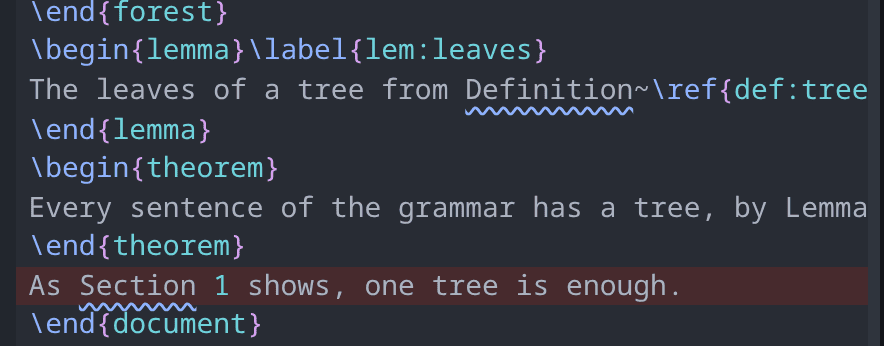 \end{forest}
\begin{lemma}\label{lem:leaves}
The leaves of a tree from Definition~\ref{def:tree
\end{lemma}
\begin{theorem}
Every sentence of the grammar has a tree, by Lemma
\end{theorem}
As Section 1 shows, one tree is enough.
\end{document}